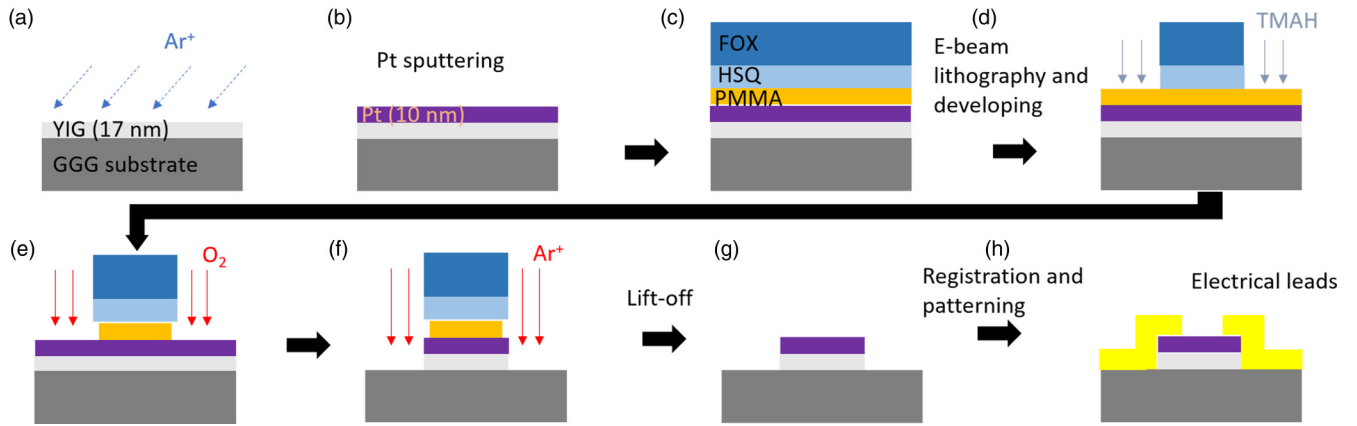 (a)
Ar+
YIG (17 nm)
GGG substrate
(b)
Pt sputtering
Pt (10 nm)
(c)
FOX
HSQ
PMMA
E-beam
lithography and
developing
(d)
TMAH
(e)
O2
(f)
Ar+
Lift-off
(g)
Registration and
patterning
(h)
Electrical leads